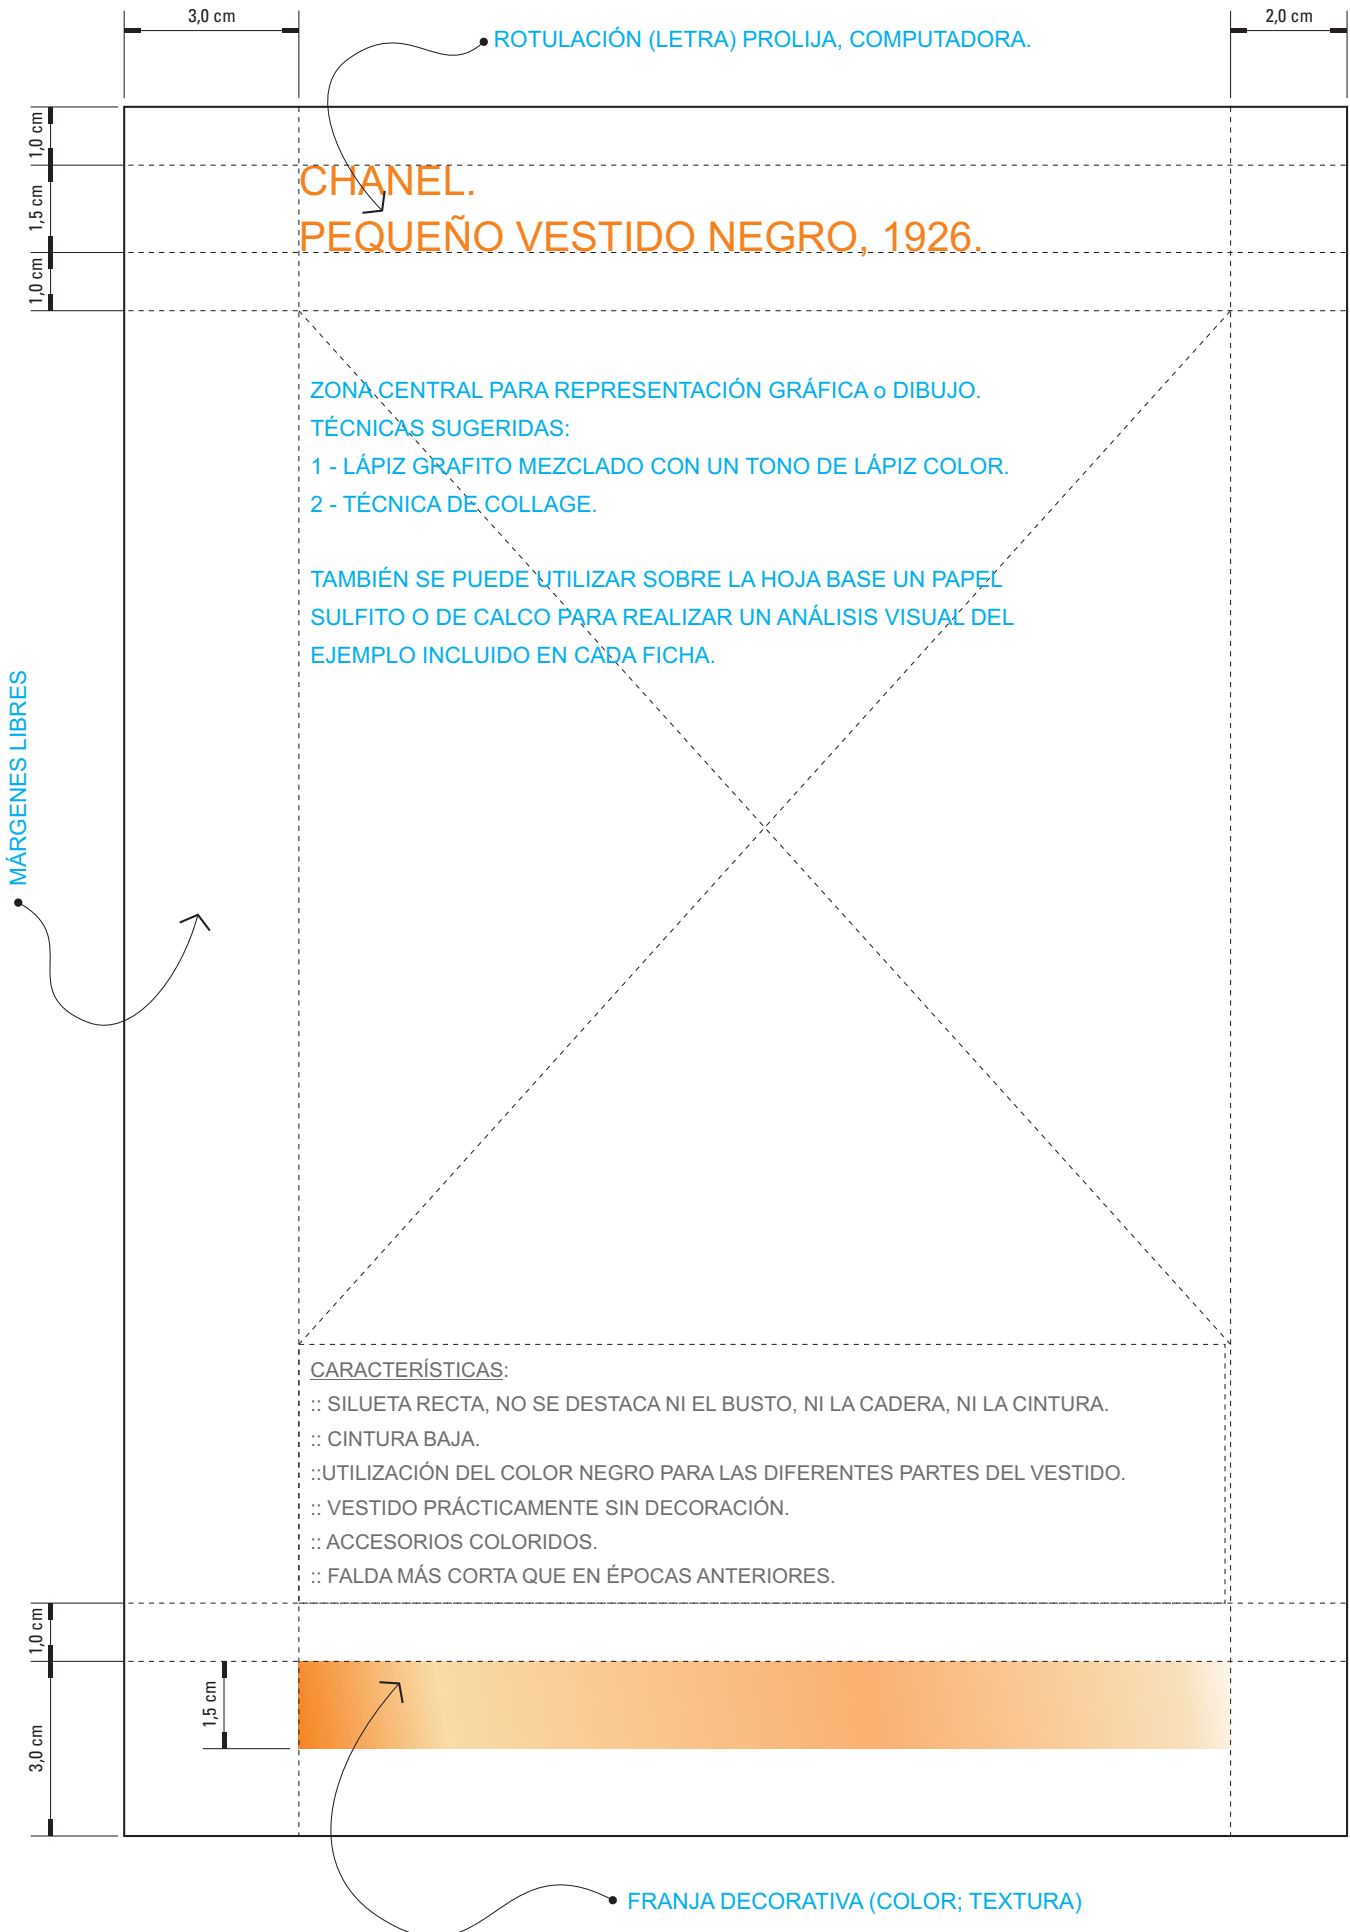 3,0 cm
2,0 cm
ROTULACIÓN (LETRA) PROLIJA, COMPUTADORA.
1,0 cm
1,5 cm
1,0 cm
CHANEL.
PEQUEÑO VESTIDO NEGRO, 1926.
ZONA CENTRAL PARA REPRESENTACIÓN GRÁFICA o DIBUJO.
TÉCNICAS SUGERIDAS:
1 - LÁPIZ GRAFITO MEZCLADO CON UN TONO DE LÁPIZ COLOR.
2 - TÉCNICA DE COLLAGE.
TAMBIÉN SE PUEDE UTILIZAR SOBRE LA HOJA BASE UN PAPEL
SULFITO O DE CALCO PARA REALIZAR UN ANÁLISIS VISUAL DEL
EJEMPLO INCLUIDO EN CADA FICHA.
MÁRGENES LIBRES
CARACTERÍSTICAS:
:: SILUETA RECTA, NO SE DESTACA NI EL BUSTO, NI LA CADERA, NI LA CINTURA.
:: CINTURA BAJA.
::UTILIZACIÓN DEL COLOR NEGRO PARA LAS DIFERENTES PARTES DEL VESTIDO.
:: VESTIDO PRÁCTICAMENTE SIN DECORACIÓN.
:: ACCESORIOS COLORIDOS.
:: FALDA MÁS CORTA QUE EN ÉPOCAS ANTERIORES.
1,0 cm
1,5 cm
3,0 cm
FRANJA DECORATIVA (COLOR; TEXTURA)